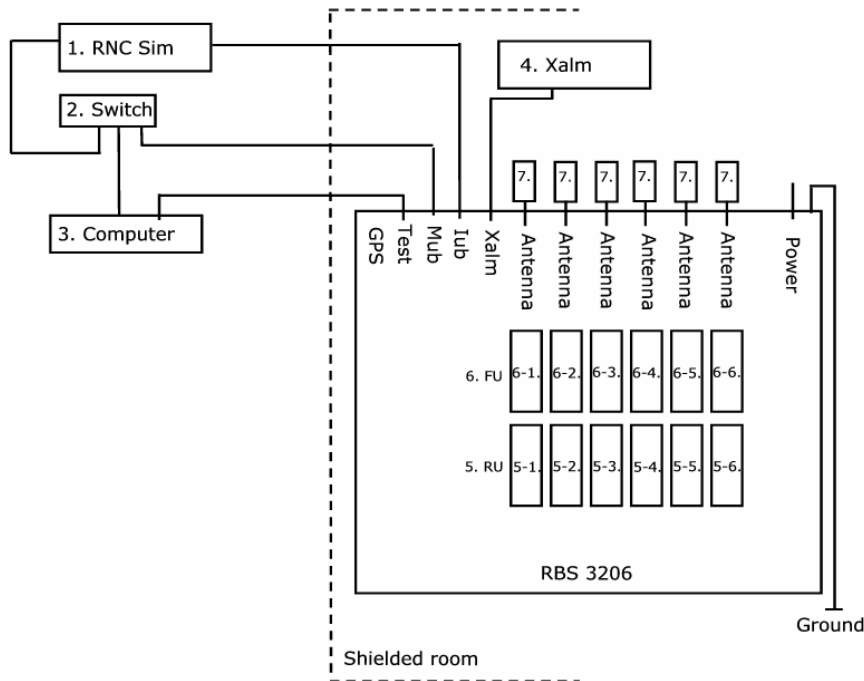 1. RNC Sim
4. Xalm
2. Switch
3. Computer
7. 7. 7. 7. 7. 7.
GPS
Test
Mub
Iub
Xalm
Antenna
Antenna
Antenna
Antenna
Antenna
Antenna
Power
6. FU 6-1. 6-2. 6-3. 6-4. 6-5. 6-6.
5. RU 5-1. 5-2. 5-3. 5-4. 5-5. 5-6.
RBS 3206
Ground
Shielded room